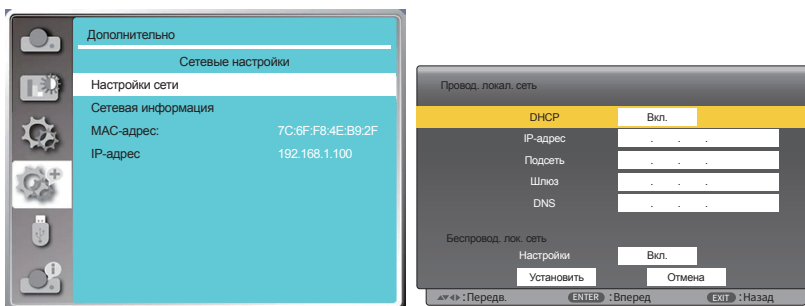 Дополнительно
Сетевые настройки
Настройки сети
Сетевая информация
MAC-адрес: 7C:6F:F8:4E:B9:2F
IP-адрес 192.168.1.100
Провод. локал. сеть
DHCP Вкл.
IP-адрес . . .
Подсеть . . .
Шлюз . . .
DNS . . .
Беспровод. лок. сеть
Настройки Вкл.
Установить Отмена
:Передв. ENTER :Вперед EXIT :Назад